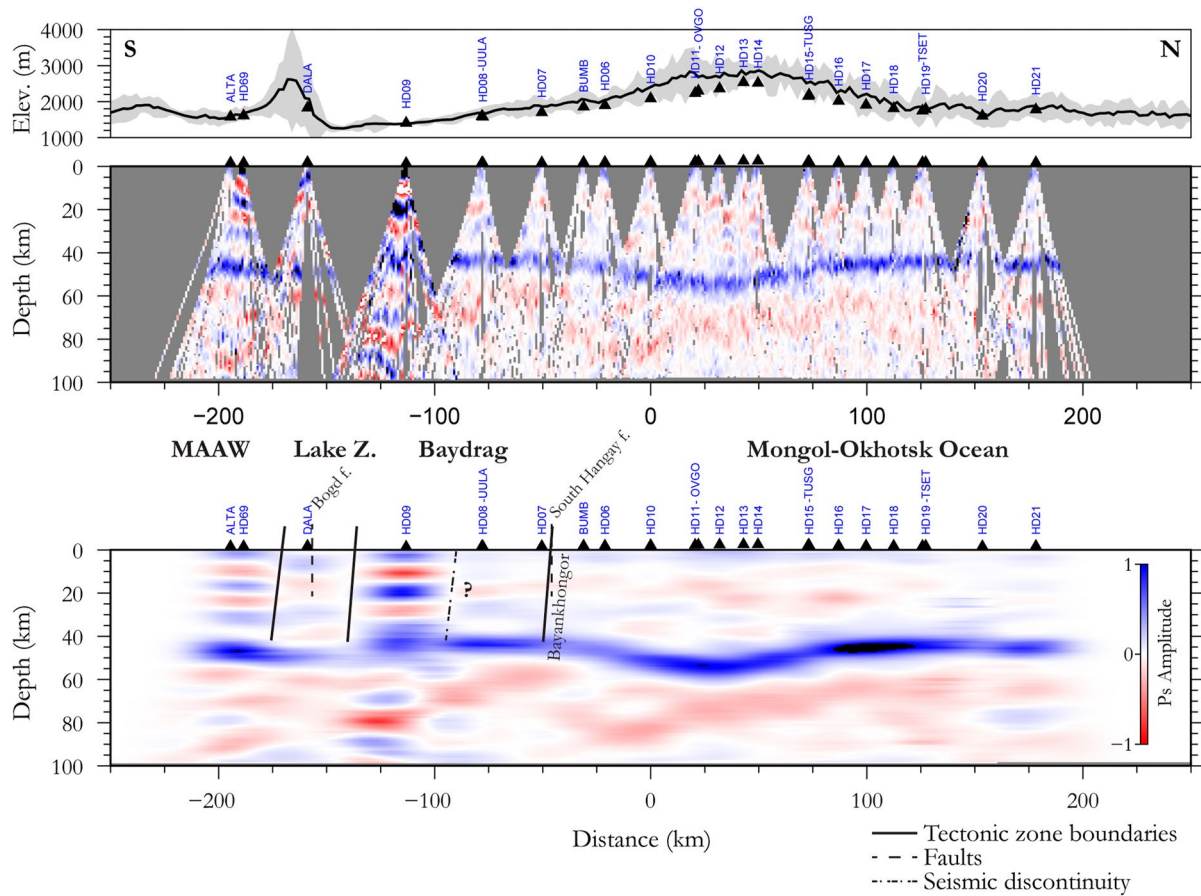 4000
3000
2000
1000
Elev. (m)
S
N
ALTA
HD69
DALA
HD09
HD08 -UULA
HD07
BUMB
HD06
HD10
HD11 - OVGO
HD12
HD13
HD14
HD15 -TUSG
HD16
HD17
HD18
HD19 -TSET
HD20
HD21
0
20
40
60
80
100
Depth (km)
−200
−100
0
100
200
MAAW
Lake Z.
Baydrag
Mongol-Okhotsk Ocean
Bogd f.
South Hangay f.
ALTA
HD69
DALA
HD09
HD08 -UULA
HD07
BUMB
HD06
HD10
HD11 - OVGO
HD12
HD13
HD14
HD15 -TUSG
HD16
HD17
HD18
HD19 -TSET
HD20
HD21
0
20
40
60
80
100
Depth (km)
?
Bayankhongor
1
0
−1
Ps Amplitude
−200
−100
0
100
200
Distance (km)
Tectonic zone boundaries
Faults
Seismic discontinuity